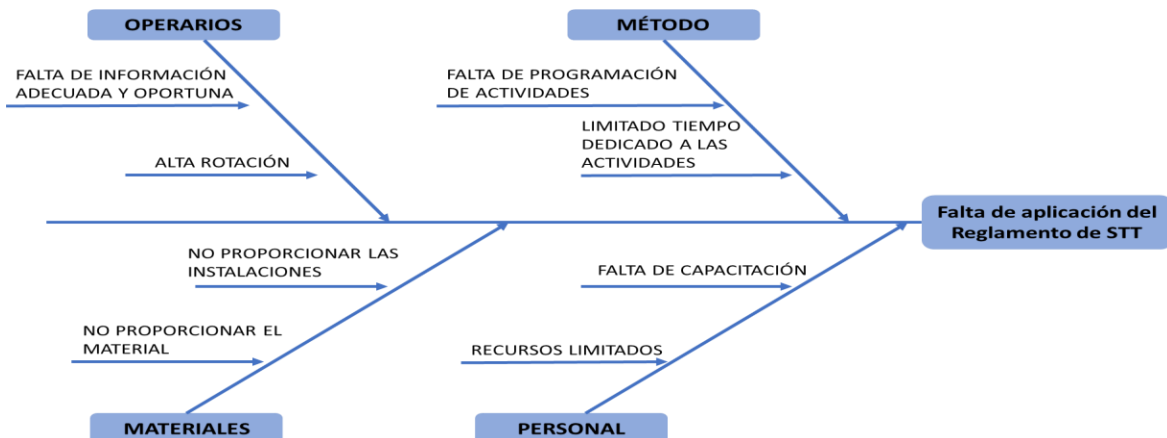 OPERARIOS
MÉTODO
FALTA DE INFORMACIÓN
ADECUADA Y OPORTUNA
FALTA DE PROGRAMACIÓN
DE ACTIVIDADES
LIMITADO TIEMPO
DEDICADO A LAS
ACTIVIDADES
ALTA ROTACIÓN
Falta de aplicación del
Reglamento de STT
NO PROPORCIONAR LAS
INSTALACIONES
FALTA DE CAPACITACIÓN
NO PROPORCIONAR EL
MATERIAL
RECURSOS LIMITADOS
MATERIALES
PERSONAL